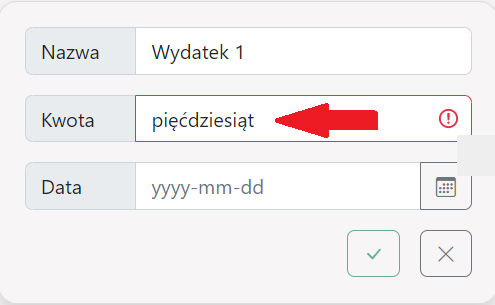 Nazwa Wydatek 1
Kwota pięćdziesiąt
Data yyyy-mm-dd